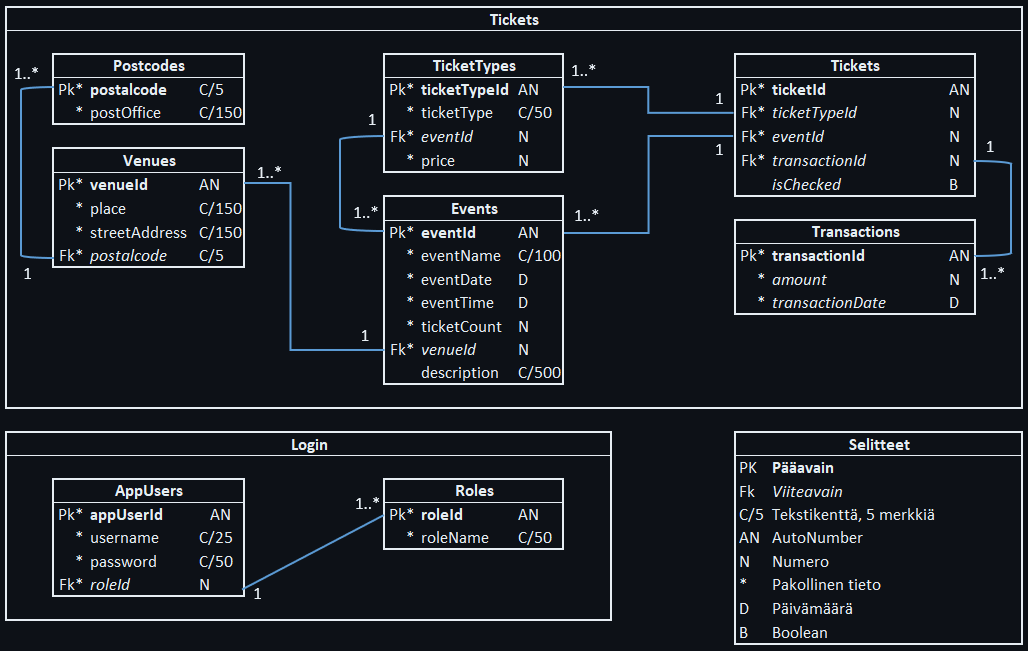 Tickets
1..*
Postcodes
Pk* postalcode C/5
* postOffice C/150
Venues
Pk* venueId AN
* place C/150
* streetAddress C/150
Fk* postalcode C/5
1
1..*
1
TicketTypes
Pk* ticketTypeId AN
* ticketType C/50
Fk* eventId N
* price N
1
1..*
1..*
1
Events
Pk* eventId AN
* eventName C/100
* eventDate D
* eventTime D
* ticketCount N
Fk* venueId N
description C/500
1..*
1
Tickets
Pk* ticketId AN
Fk* ticketTypeId N
Fk* eventId N
Fk* transactionId N
isChecked B
1
Transactions
Pk* transactionId AN
* amount N
* transactionDate D
1..*
Login
AppUsers
Pk* appUserId AN
* username C/25
* password C/50
Fk* roleId N
1
1..*
Roles
Pk* roleId AN
* roleName C/50
Selitteet
PK Pääavain
Fk Viiteavain
C/5 Tekstikenttä, 5 merkkiä
AN AutoNumber
N Numero
* Pakollinen tieto
D Päivämäärä
B Boolean